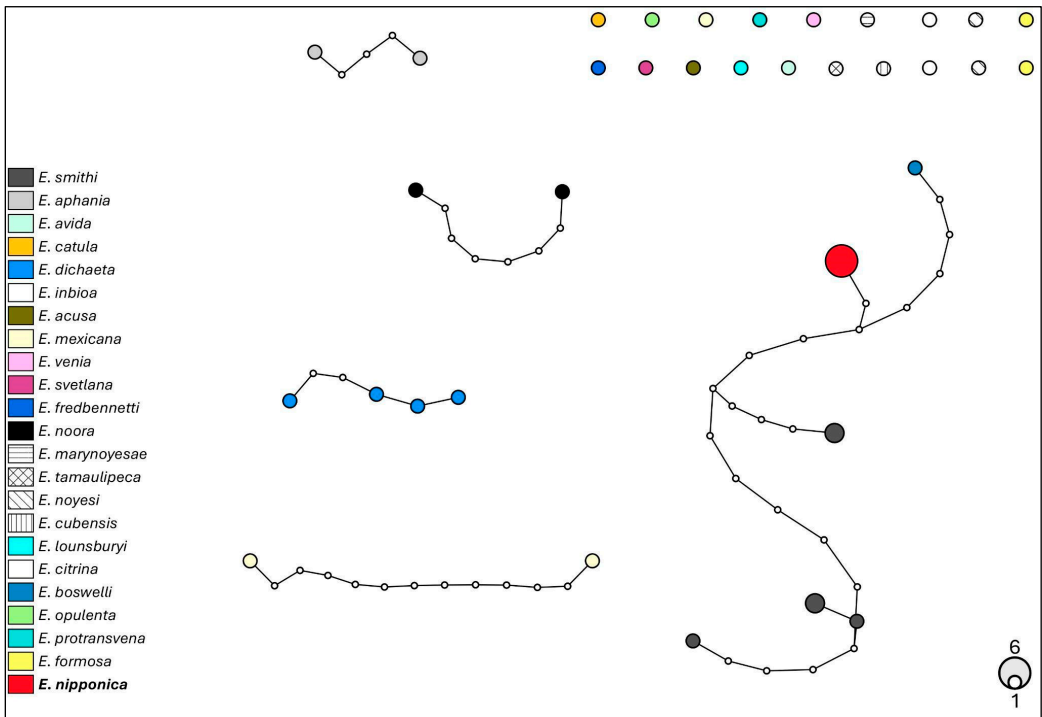 E. smithi
E. aphania
E. avida
E. catula
E. dichaeta
E. inbioa
E. acusa
E. mexicana
E. venia
E. svetlana
E. fredbennetti
E. noora
E. marynoyesae
E. tamaulipeca
E. noyesi
E. cubensis
E. lounsburyi
E. citrina
E. boswelli
E. opulenta
E. protransvena
E. formosa
E. nipponica
6
1